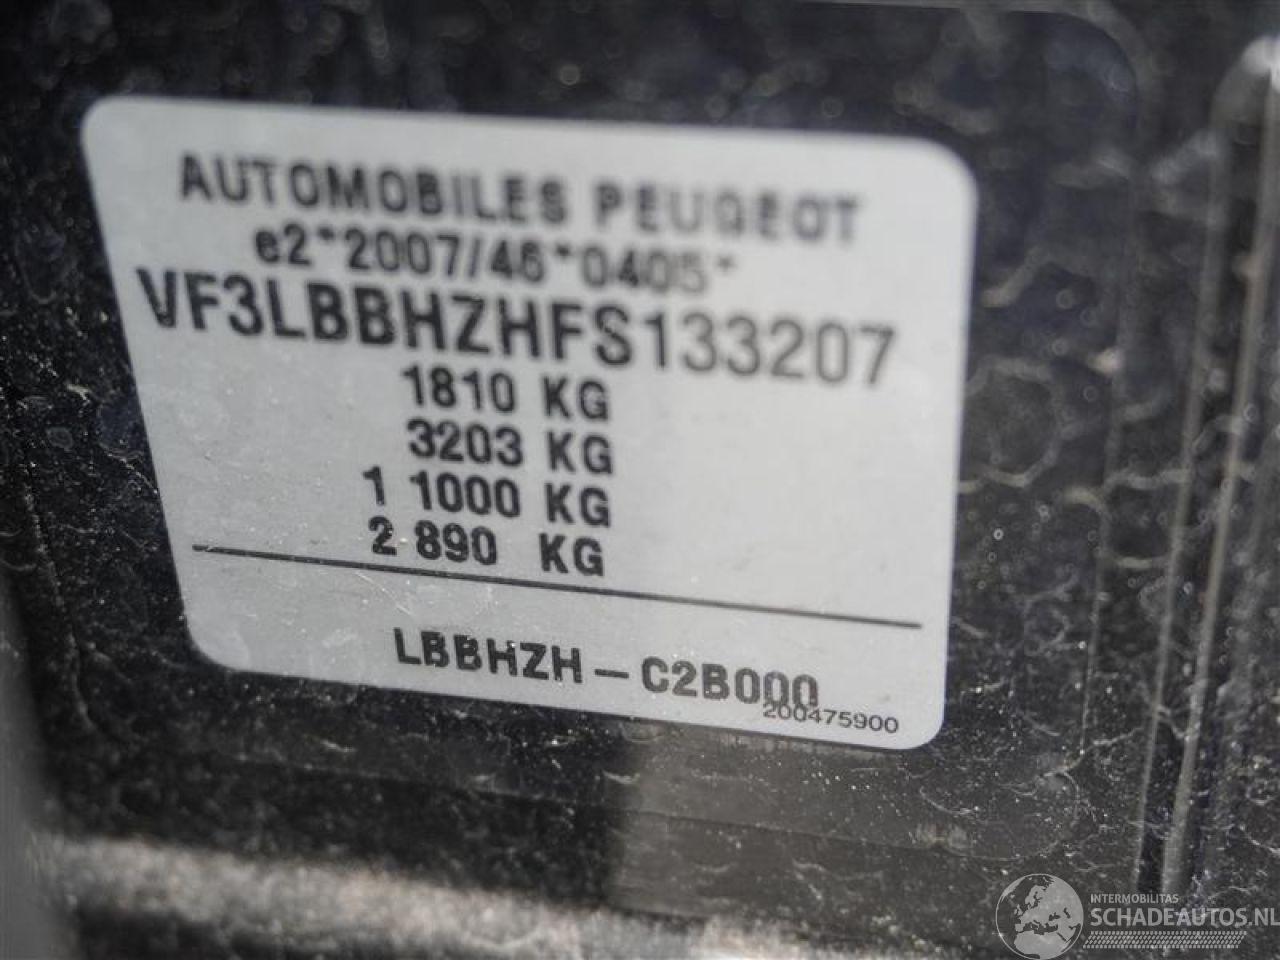 AUTOMOBILES PEUGEOT
e2*2007/46*0405*
VF3LBBHZHFS133207
1810 KG
3203 KG
1 1000 KG
2 890 KG
LBBHZH - C2B000
200475900
INTERMOBILITAS
SCHADEAUTOS.NL